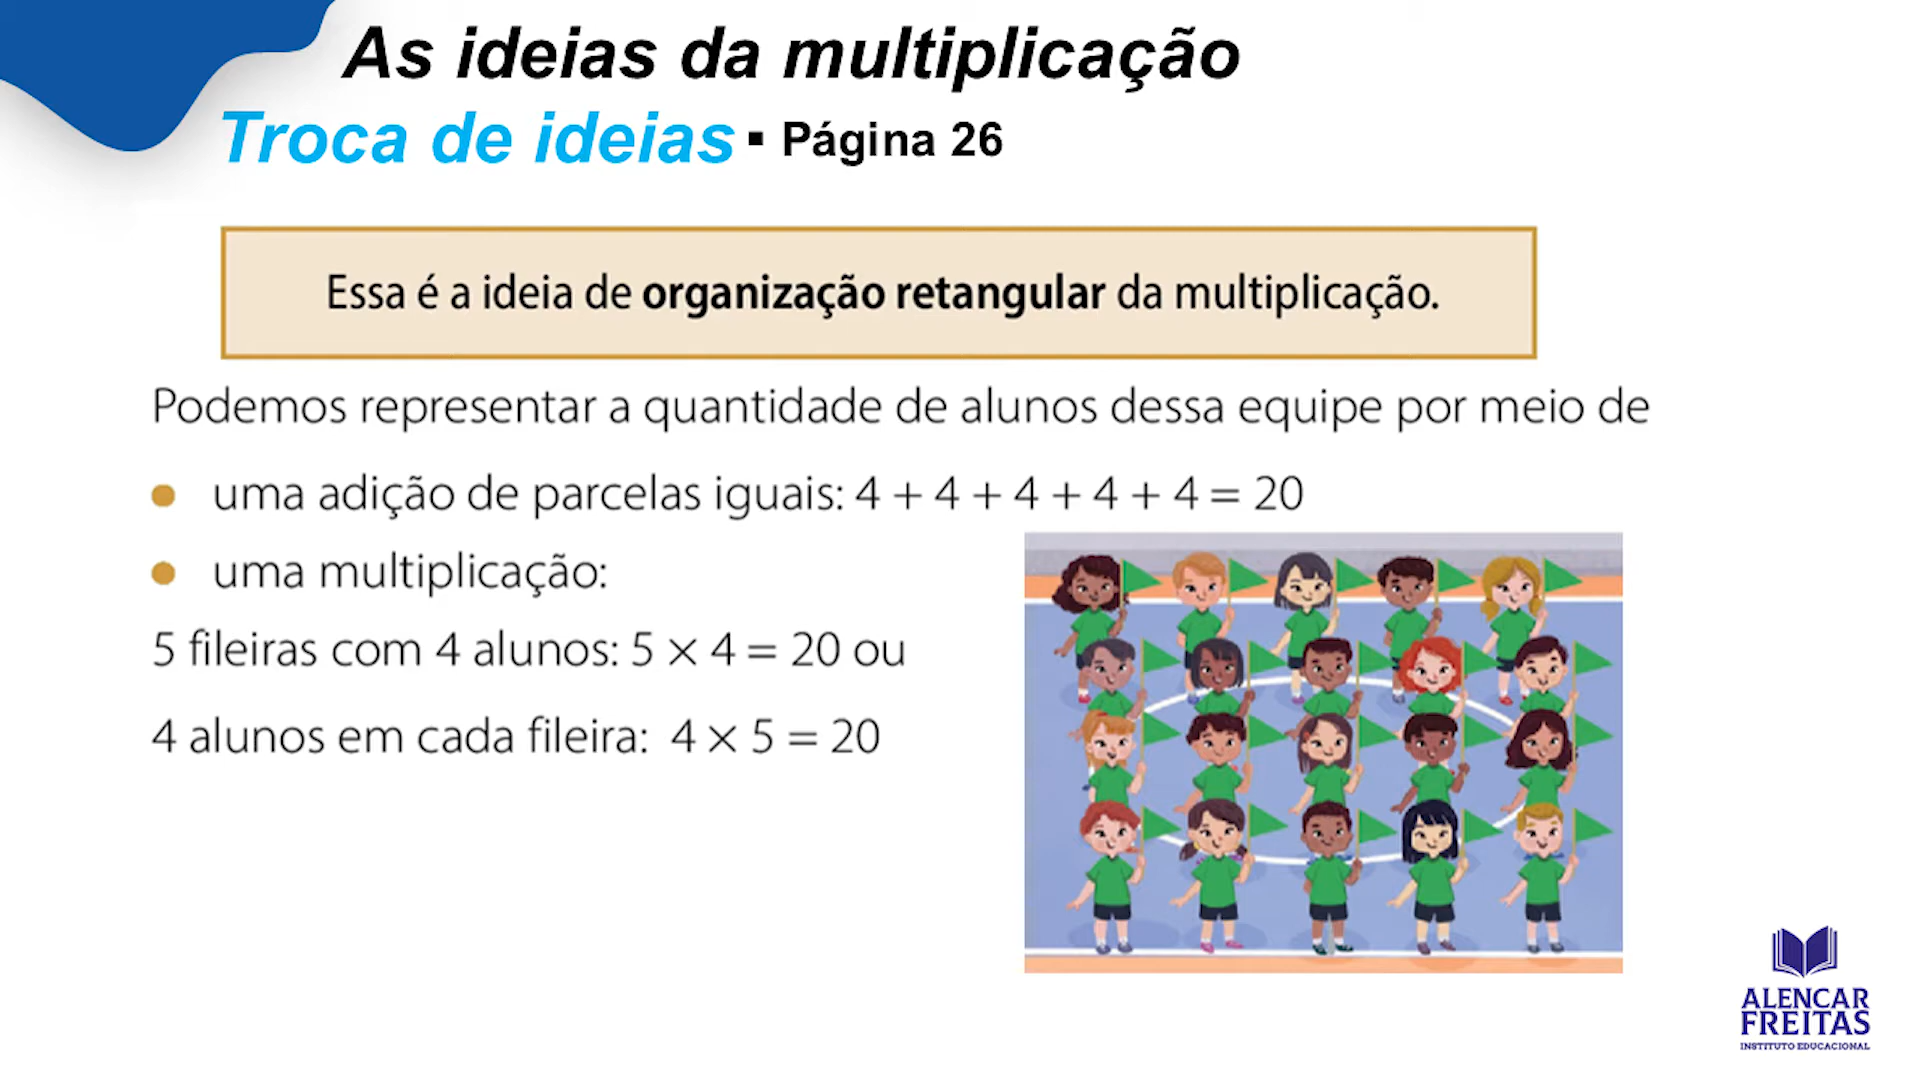 As ideias da multiplicação
Troca de ideias ▪ Página 26
Essa é a ideia de organização retangular da multiplicação.
Podemos representar a quantidade de alunos dessa equipe por meio de
● uma adição de parcelas iguais: 4 + 4 + 4 + 4 + 4 = 20
● uma multiplicação:
5 fileiras com 4 alunos: 5 × 4 = 20 ou
4 alunos em cada fileira: 4 × 5 = 20
ALENCAR
FREITAS
INSTITUTO EDUCACIONAL